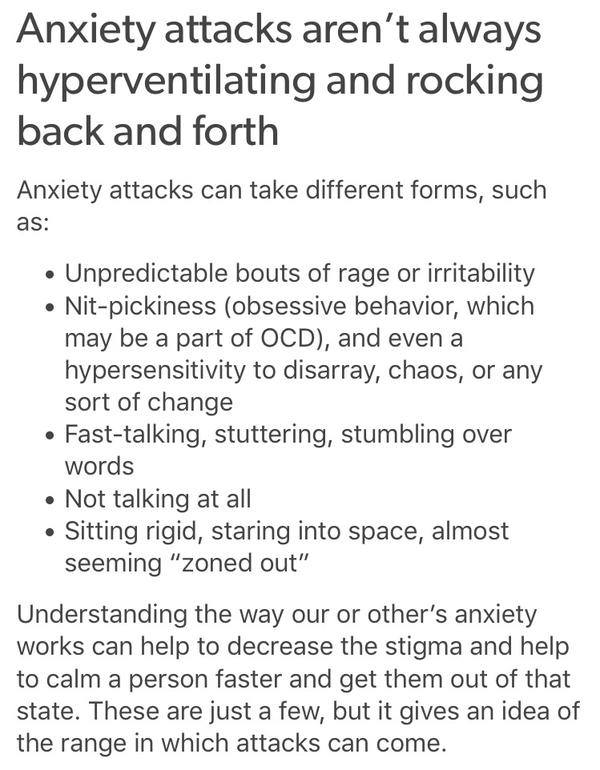 Anxiety attacks aren’t always
hyperventilating and rocking
back and forth
Anxiety attacks can take different forms, such
as:
• Unpredictable bouts of rage or irritability
• Nit-pickiness (obsessive behavior, which
may be a part of OCD), and even a
hypersensitivity to disarray, chaos, or any
sort of change
• Fast-talking, stuttering, stumbling over
words
• Not talking at all
• Sitting rigid, staring into space, almost
seeming “zoned out”
Understanding the way our or other’s anxiety
works can help to decrease the stigma and help
to calm a person faster and get them out of that
state. These are just a few, but it gives an idea of
the range in which attacks can come.